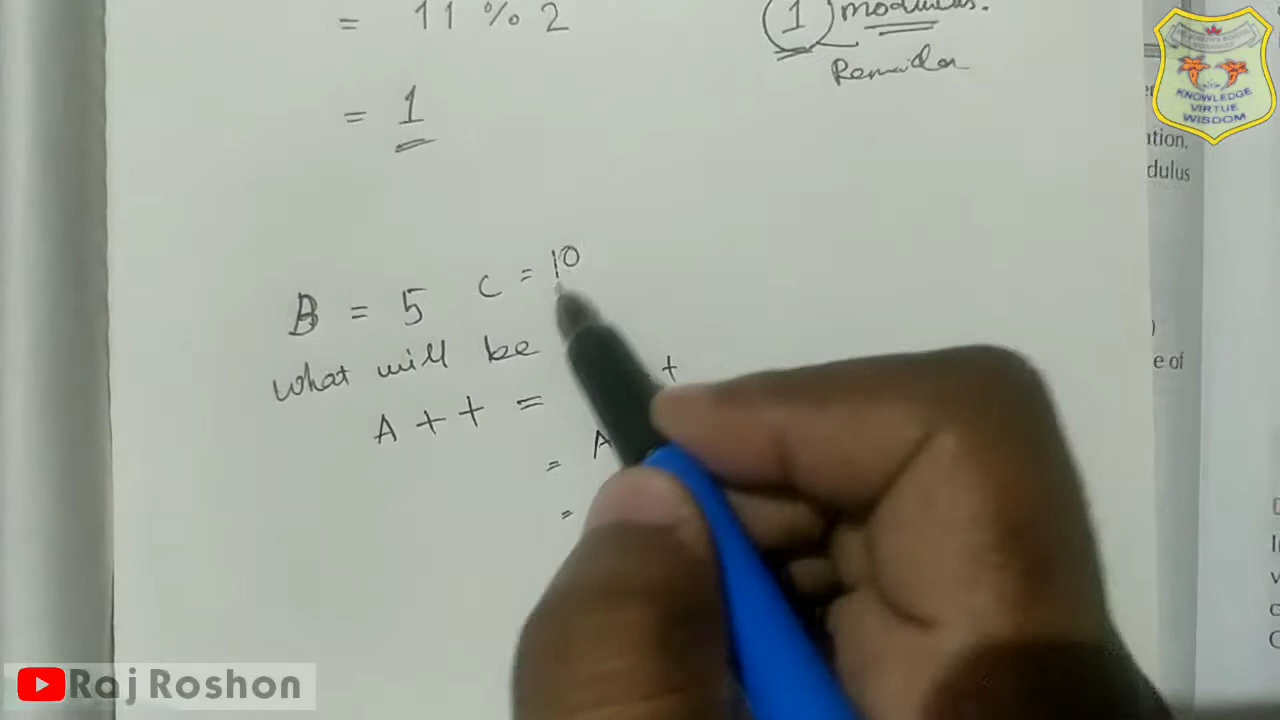 = 11 % 2
1 modulus.
Remainder
= 1
B = 5 C = 10
What will be
A + + = +
= A
=
KNOWLEDGE
VIRTUE
WISDOM
ation,
dulus
e of
Raj Roshon